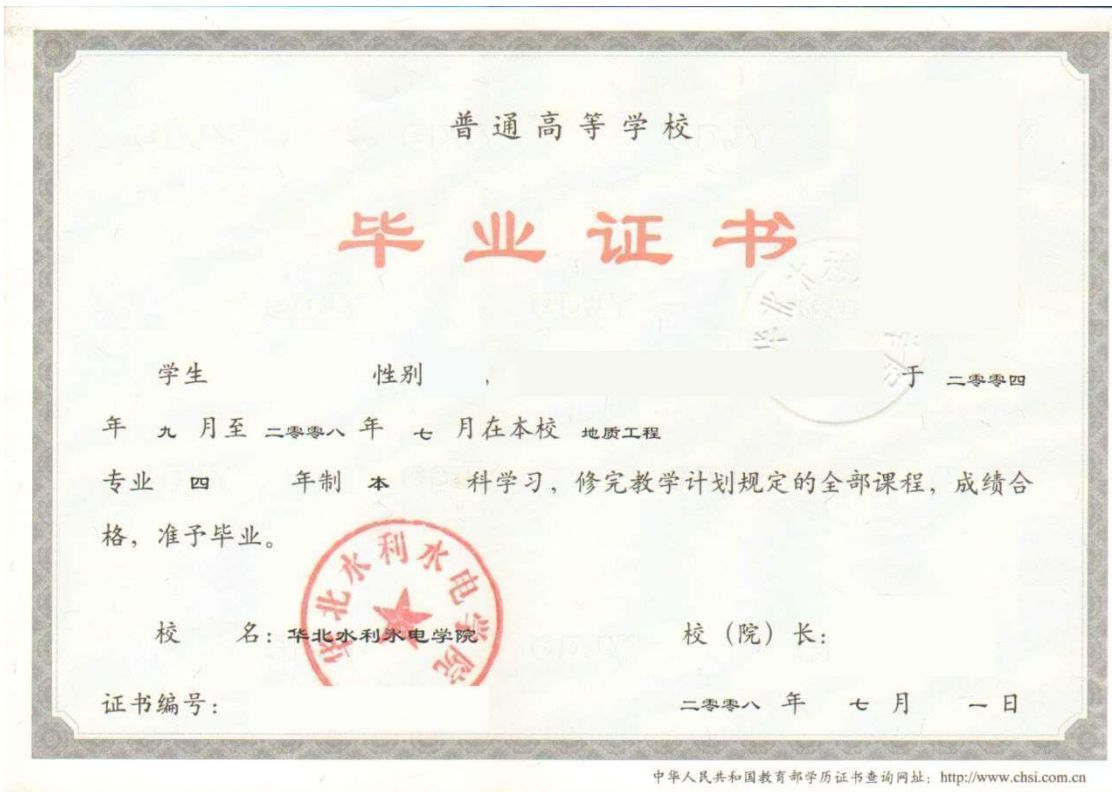 普通高等学校
毕业证书
学生 性别 , 于 二零零四
年 九 月至 二零零八 年 七 月在本校 地质工程
专业 四 年制 本 科学习，修完教学计划规定的全部课程，成绩合
格，准予毕业。
华北水利水电学院
校 名：华北水利水电学院 校（院）长：
证书编号： 二零零八 年 七 月 一 日
中华人民共和国教育部学历证书查询网址：http://www.chsi.com.cn